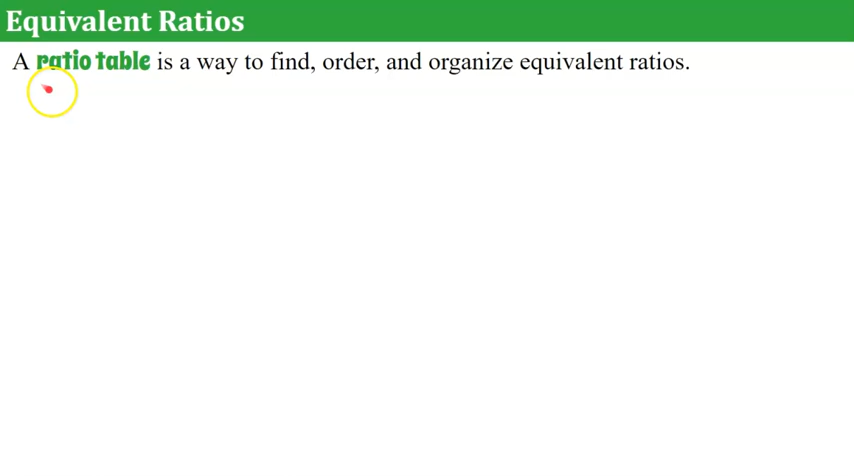 Equivalent Ratios
A ratio table is a way to find, order, and organize equivalent ratios.